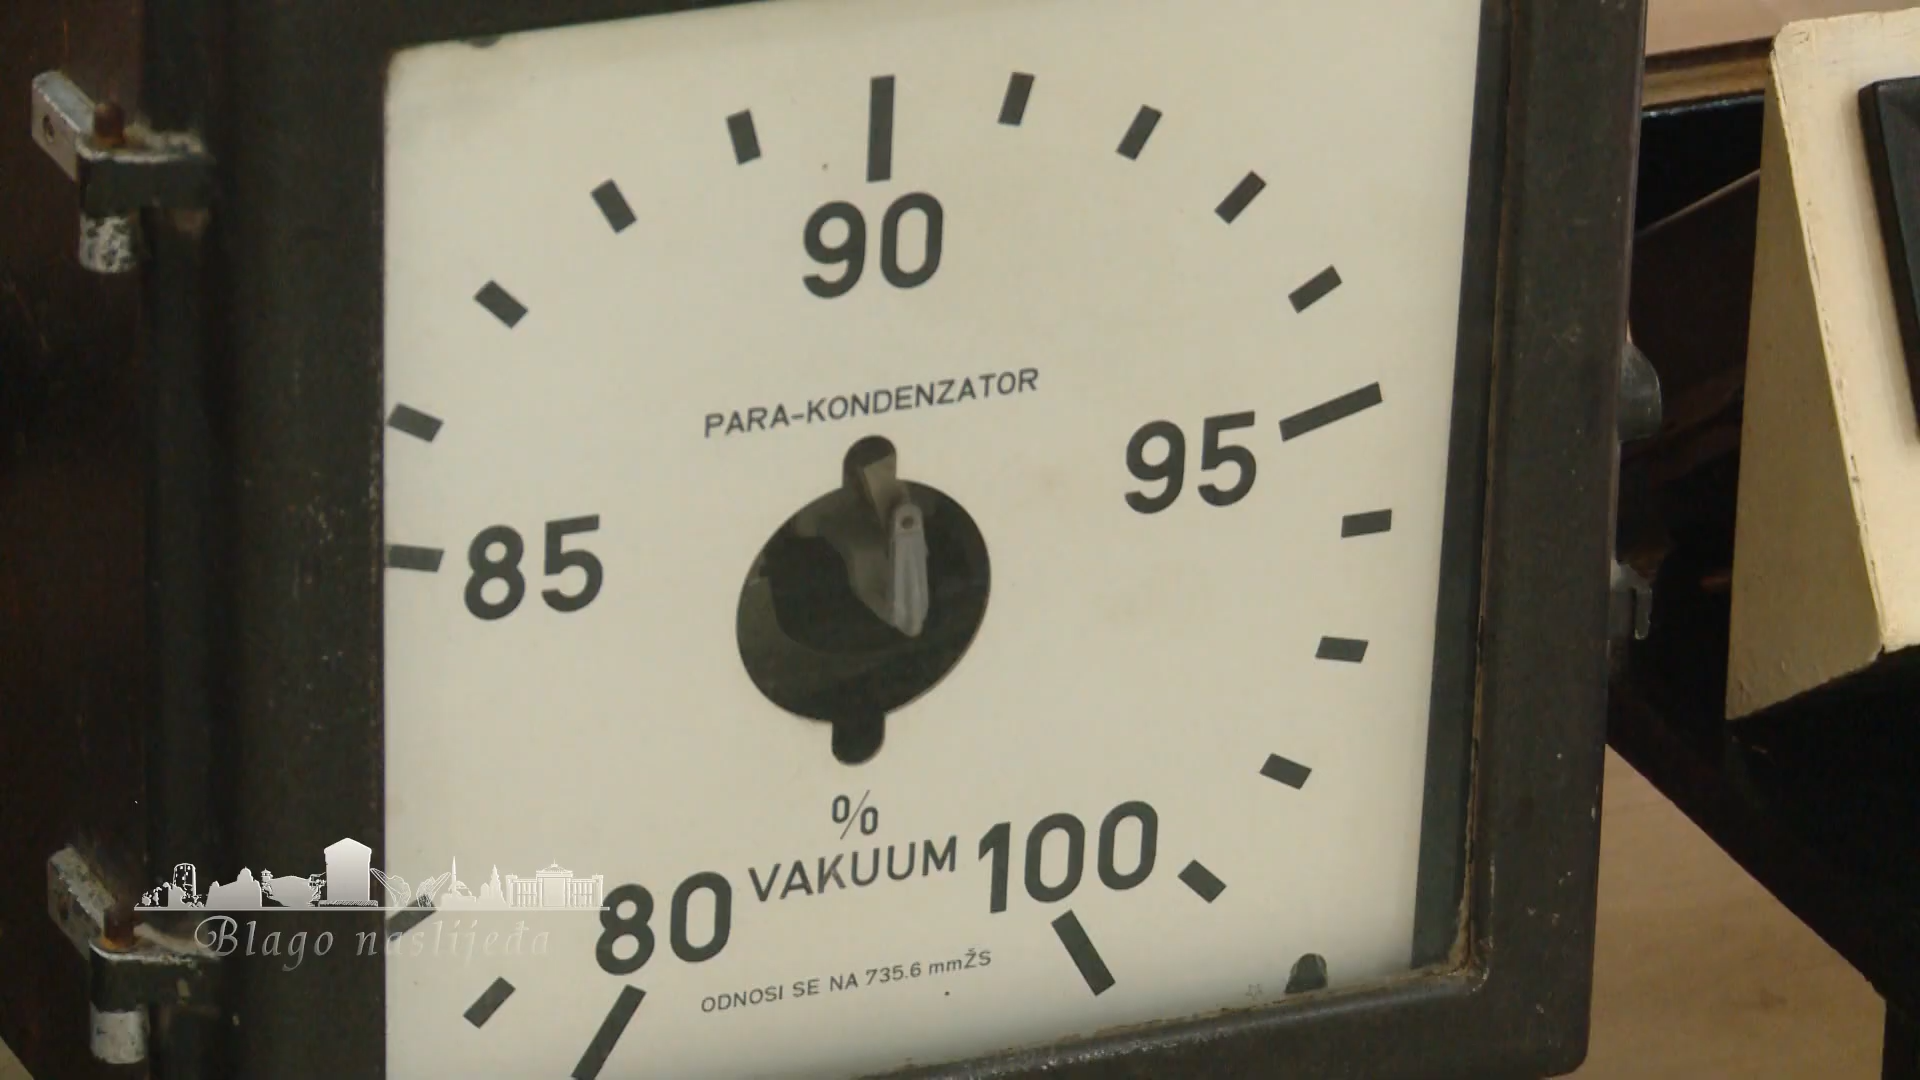 90
PARA-KONDENZATOR
95
85
%
VAKUUM
80
100
ODNOSI SE NA 735.6 mmŽS
Blago naslijeđa